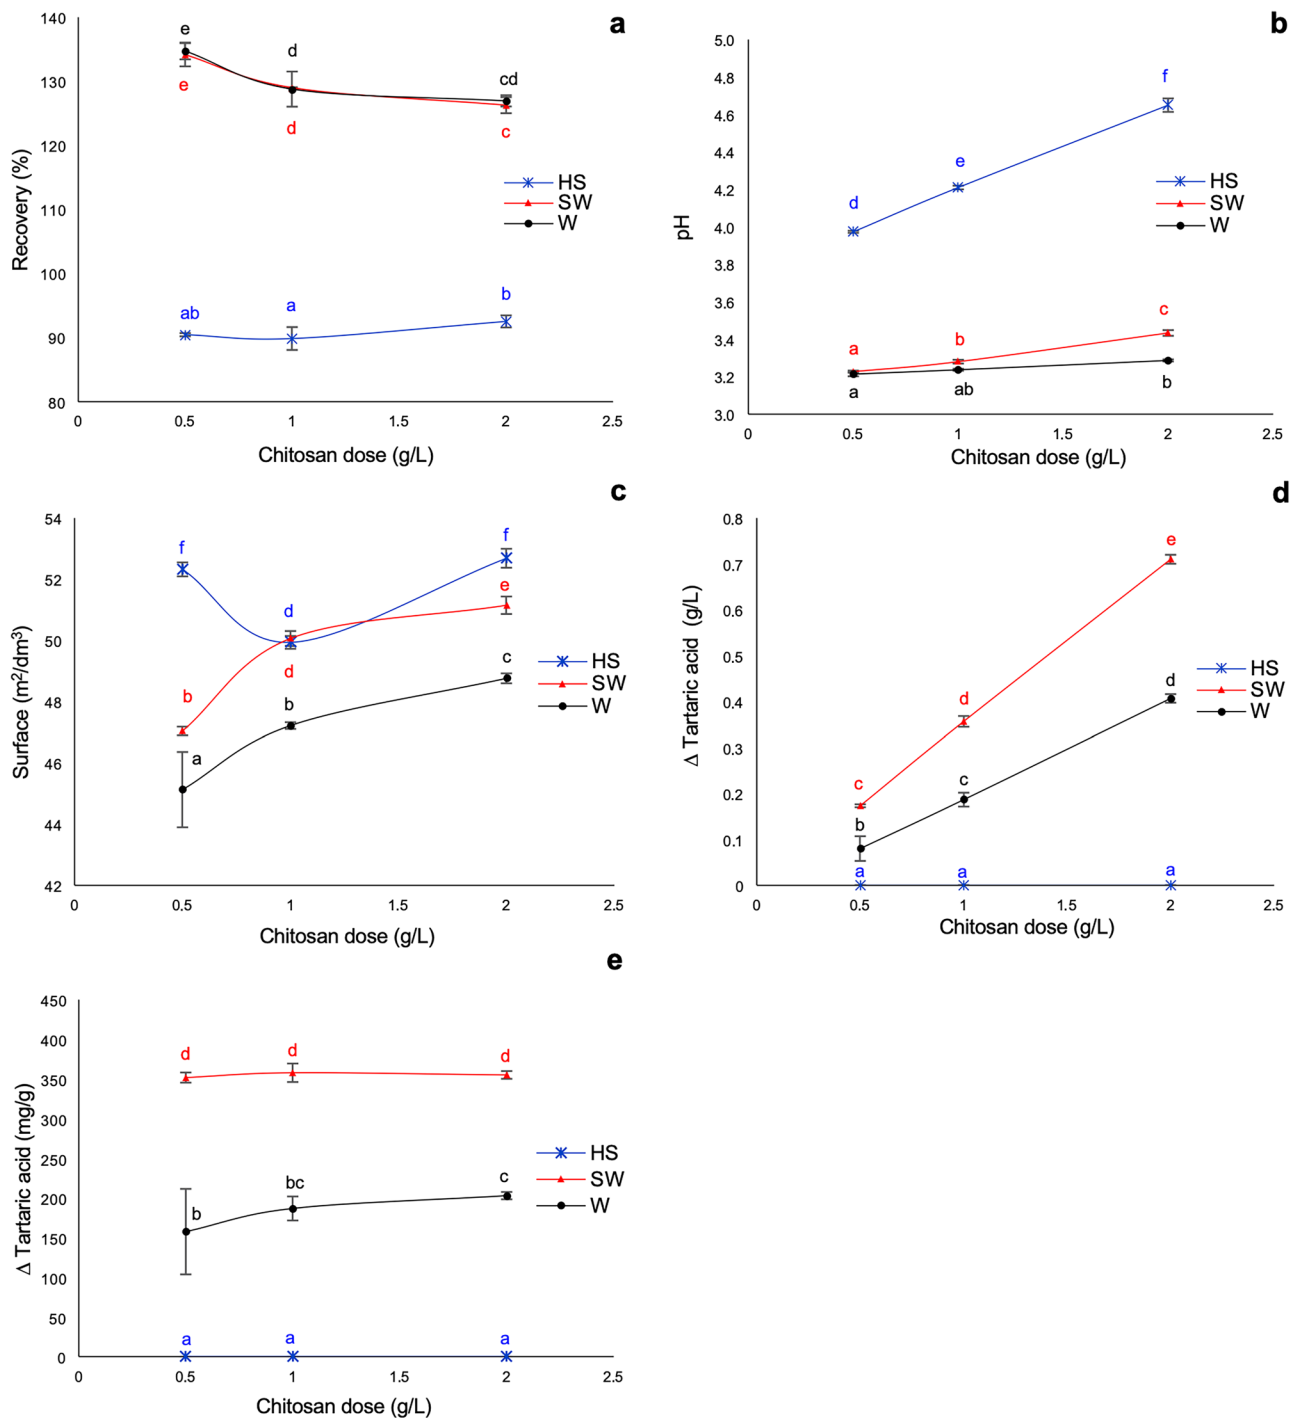 a
140
130
120
110
100
90
80
Recovery (%)
e
d
cd
e
d
c
ab
a
b
HS
SW
W
0
0.5
1
1.5
2
2.5
Chitosan dose (g/L)
b
5.0
4.8
4.6
4.4
4.2
4.0
3.8
3.6
3.4
3.2
3.0
pH
d
e
f
a
b
c
a
ab
b
HS
SW
W
0
0.5
1
1.5
2
2.5
Chitosan dose (g/L)
c
54
52
50
48
46
44
42
Surface (m²/dm³)
f
d
f
b
d
e
a
b
c
HS
SW
W
0
0.5
1
1.5
2
2.5
Chitosan dose (g/L)
d
0.8
0.7
0.6
0.5
0.4
0.3
0.2
0.1
0
Δ Tartaric acid (g/L)
c
d
e
b
c
d
a
a
a
HS
SW
W
0
0.5
1
1.5
2
2.5
Chitosan dose (g/L)
e
450
400
350
300
250
200
150
100
50
0
Δ Tartaric acid (mg/g)
d
d
d
b
bc
c
a
a
a
HS
SW
W
0
0.5
1
1.5
2
2.5
Chitosan dose (g/L)